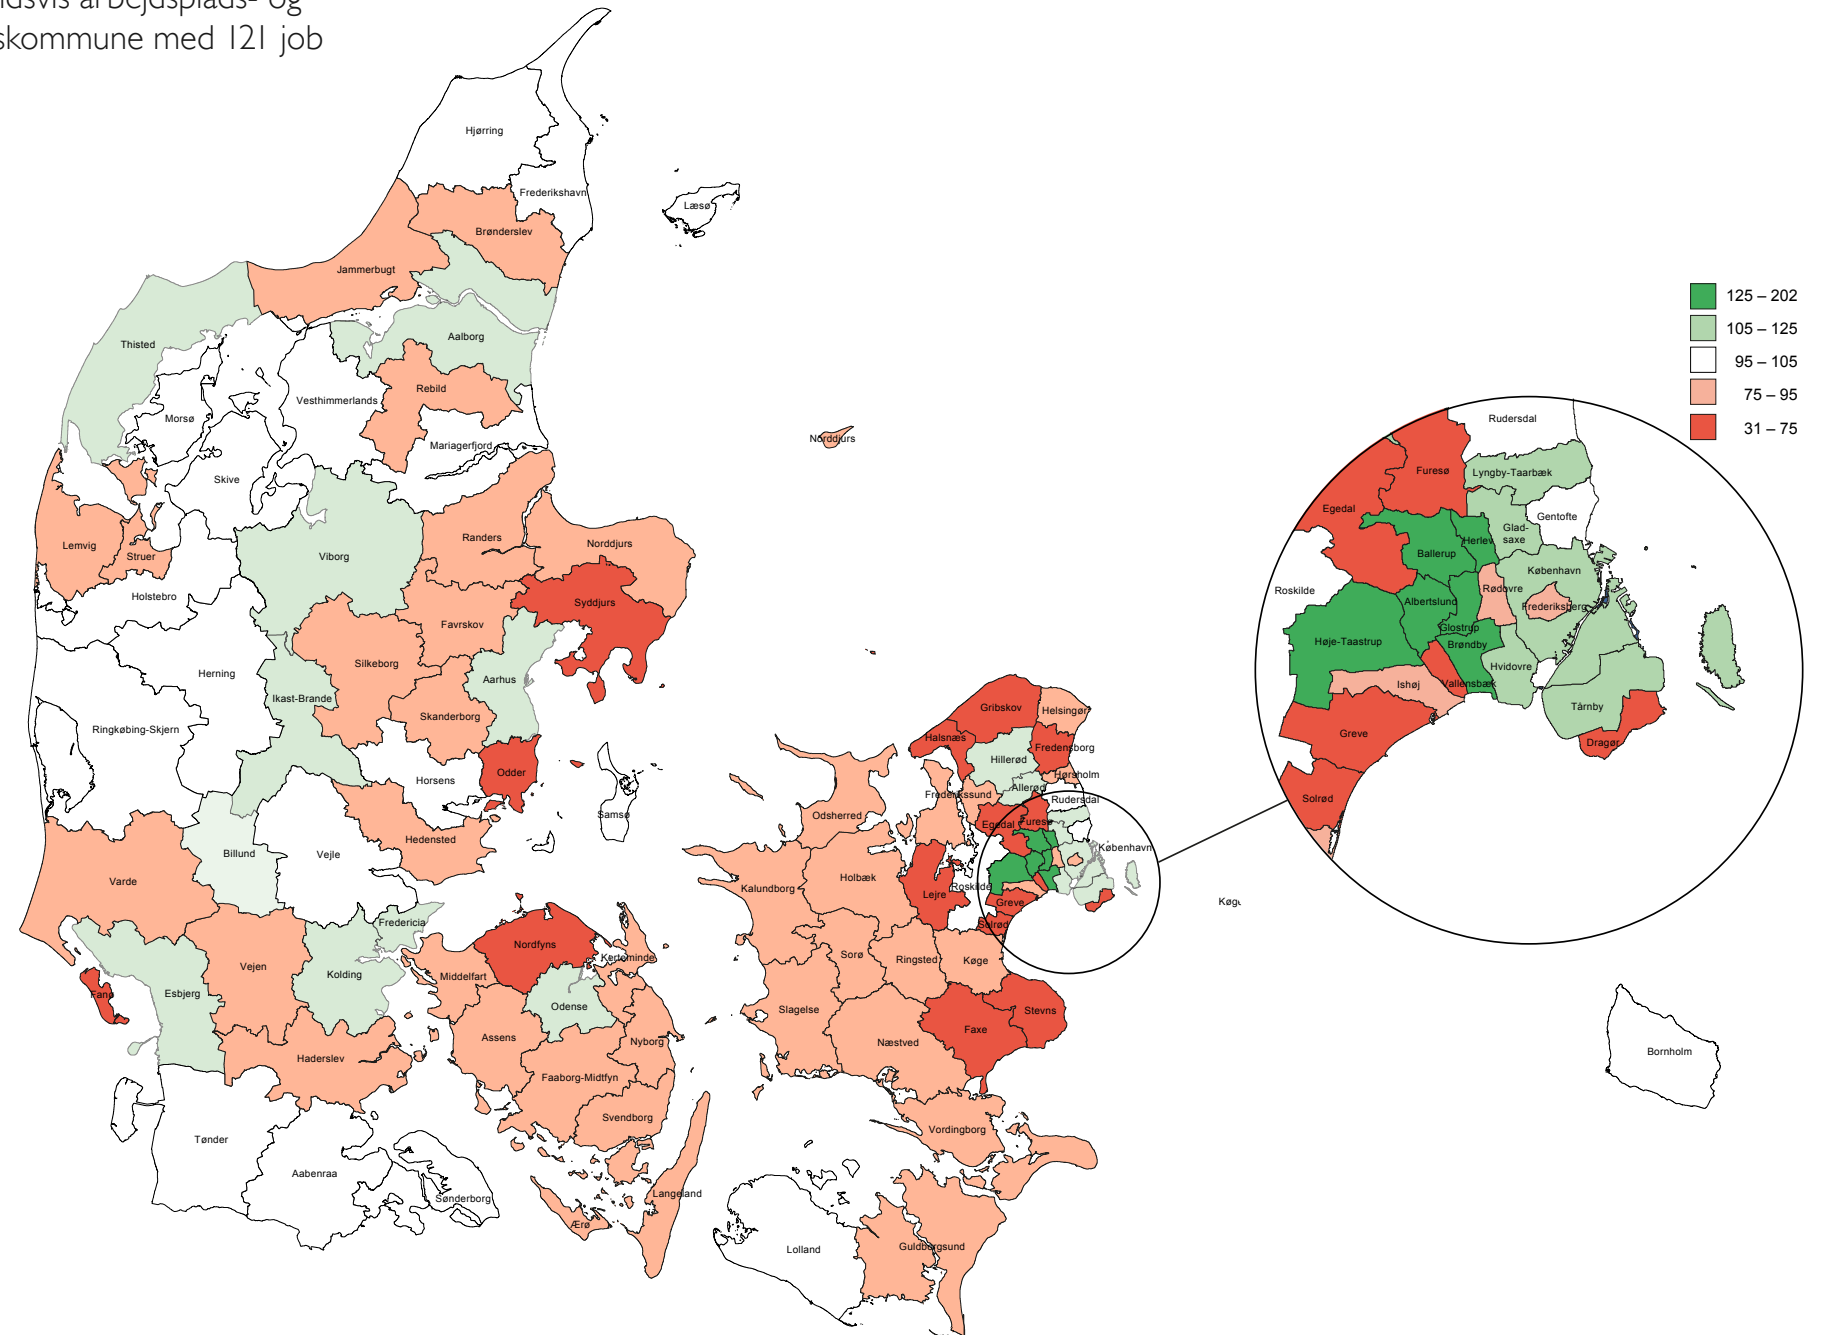 arbejdsplads- og
skommune med 121 job
Hjørring
Frederikshavn
Læsø
Brønderslev
Jammerbugt
Aalborg
Thisted
Rebild
Vesthimmerlands
Morsø
Mariagerfjord
Norddjurs
Skive
Lemvig
Struer
Viborg
Randers
Norddjurs
Holstebro
Syddjurs
Favrskov
Silkeborg
Herning
Aarhus
Ikast-Brande
Skanderborg
Ringkøbing-Skjern
Horsens
Odder
Samsø
Hedensted
Billund
Vejle
Varde
Fredericia
Vejen
Kolding
Esbjerg
Fanø
Haderslev
Tønder
Aabenraa
Sønderborg
Nordfyns
Middelfart
Kerteminde
Odense
Assens
Nyborg
Faaborg-Midtfyn
Svendborg
Langeland
Ærø
Gribskov
Helsingør
Halsnæs
Fredensborg
Hillerød
Hørsholm
Allerød
Frederikssund
Rudersdal
Odsherred
Egedal
Furesø
København
Kalundborg
Holbæk
Lejre
Roskilde
Greve
Solrød
Sorø
Ringsted
Køge
Slagelse
Næstved
Faxe
Stevns
Vordingborg
Lolland
Guldborgsund
125 – 202
105 – 125
95 – 105
75 – 95
31 – 75
Rudersdal
Furesø
Lyngby-Taarbæk
Egedal
Gentofte
Glad-
saxe
Herlev
Ballerup
København
Roskilde
Rødovre
Albertslund
Frederiksberg
Glostrup
Høje-Taastrup
Brøndby
Hvidovre
Ishøj
Vallensbæk
Tårnby
Greve
Dragør
Solrød
Køge
Bornholm